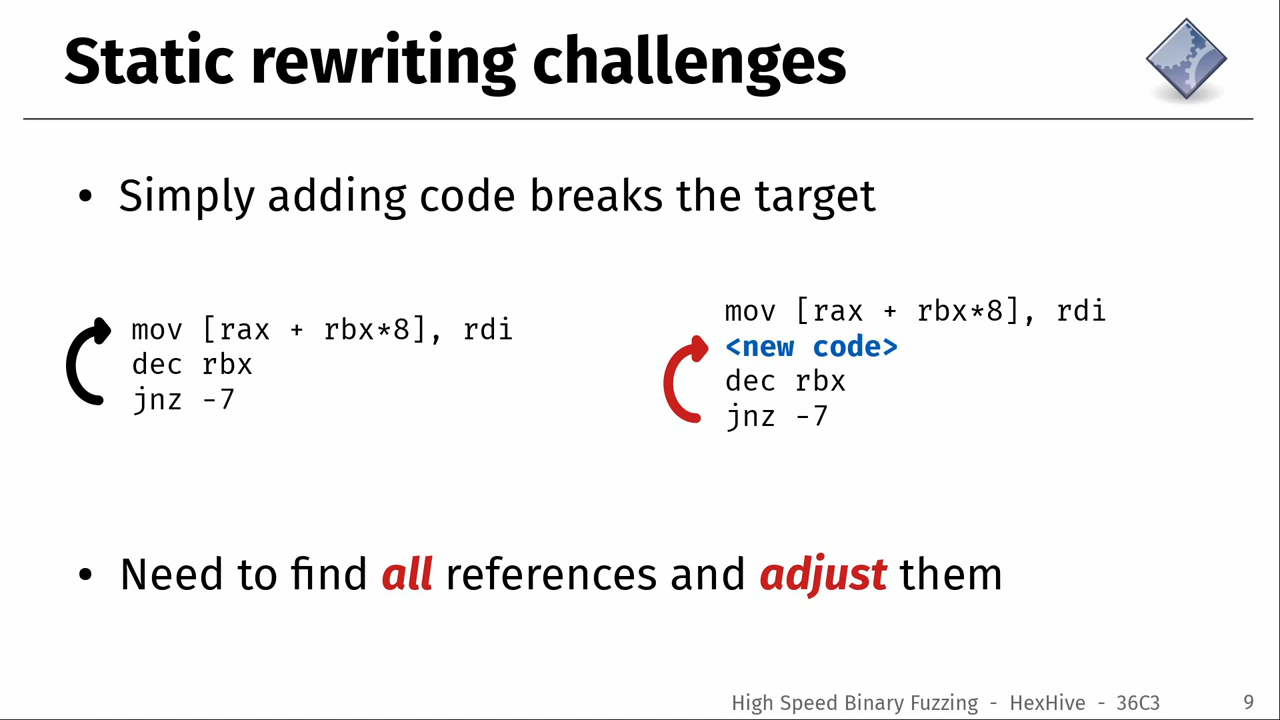 Static rewriting challenges
• Simply adding code breaks the target
mov [rax + rbx*8], rdi
dec rbx
jnz -7
mov [rax + rbx*8], rdi
<new code>
dec rbx
jnz -7
• Need to find all references and adjust them
High Speed Binary Fuzzing - HexHive - 36C3 9